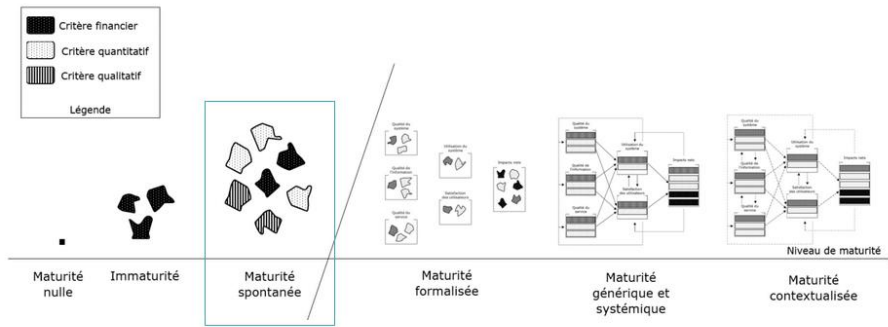 Critère financier
Critère quantitatif
Critère qualitatif
Légende
Qualité du
système
Qualité de
l'information
Qualité du
service
Utilisation du
système
Satisfaction
des utilisateurs
Impacts nets
Qualité du
système
Qualité de
l'information
Qualité du
service
Utilisation du
système
Satisfaction
des utilisateurs
Impacts nets
Qualité du
système
Qualité de
l'information
Qualité du
service
Utilisation du
système
Satisfaction
des utilisateurs
Impacts nets
Niveau de maturité
Maturité
nulle
Immaturité
Maturité
spontanée
Maturité
formalisée
Maturité
générique et
systémique
Maturité
contextualisée